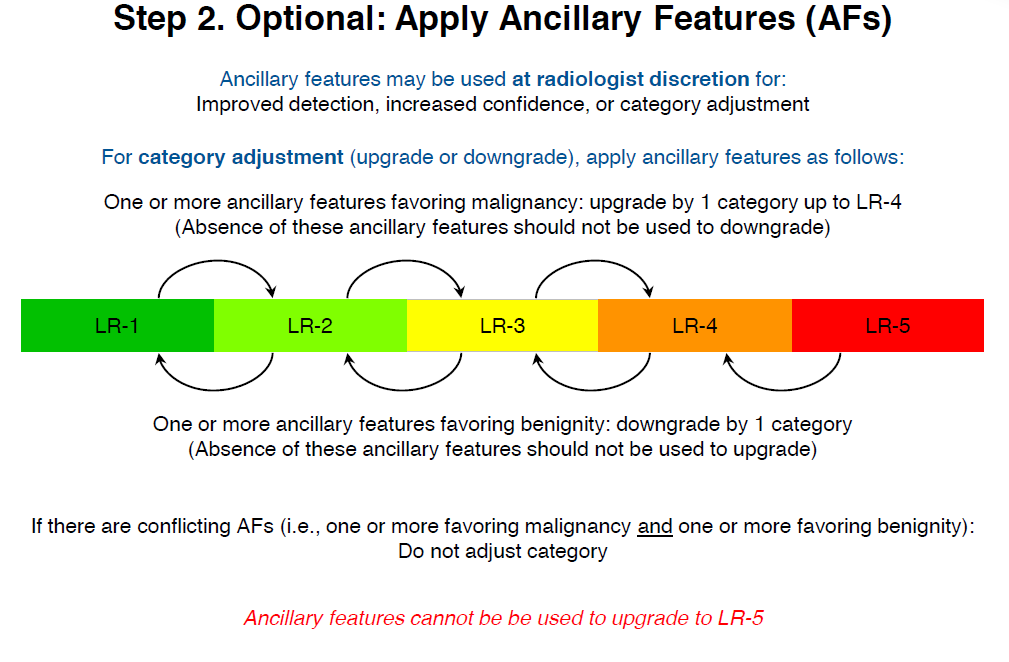 Step 2. Optional: Apply Ancillary Features (AFs)
Ancillary features may be used at radiologist discretion for:
Improved detection, increased confidence, or category adjustment
For category adjustment (upgrade or downgrade), apply ancillary features as follows:
One or more ancillary features favoring malignancy: upgrade by 1 category up to LR-4
(Absence of these ancillary features should not be used to downgrade)
LR-1 LR-2 LR-3 LR-4 LR-5
One or more ancillary features favoring benignity: downgrade by 1 category
(Absence of these ancillary features should not be used to upgrade)
If there are conflicting AFs (i.e., one or more favoring malignancy and one or more favoring benignity):
Do not adjust category
Ancillary features cannot be be used to upgrade to LR-5